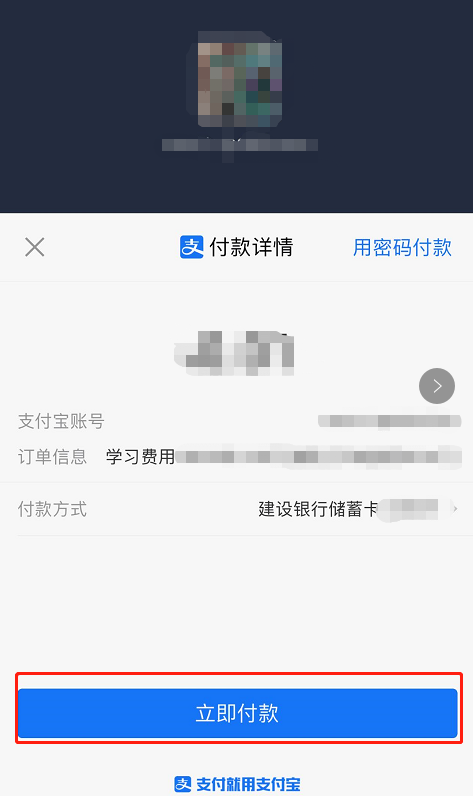 付款详情 用密码付款
支付宝账号
订单信息 学习费用
付款方式 建设银行储蓄卡
立即付款
支 支付就用支付宝